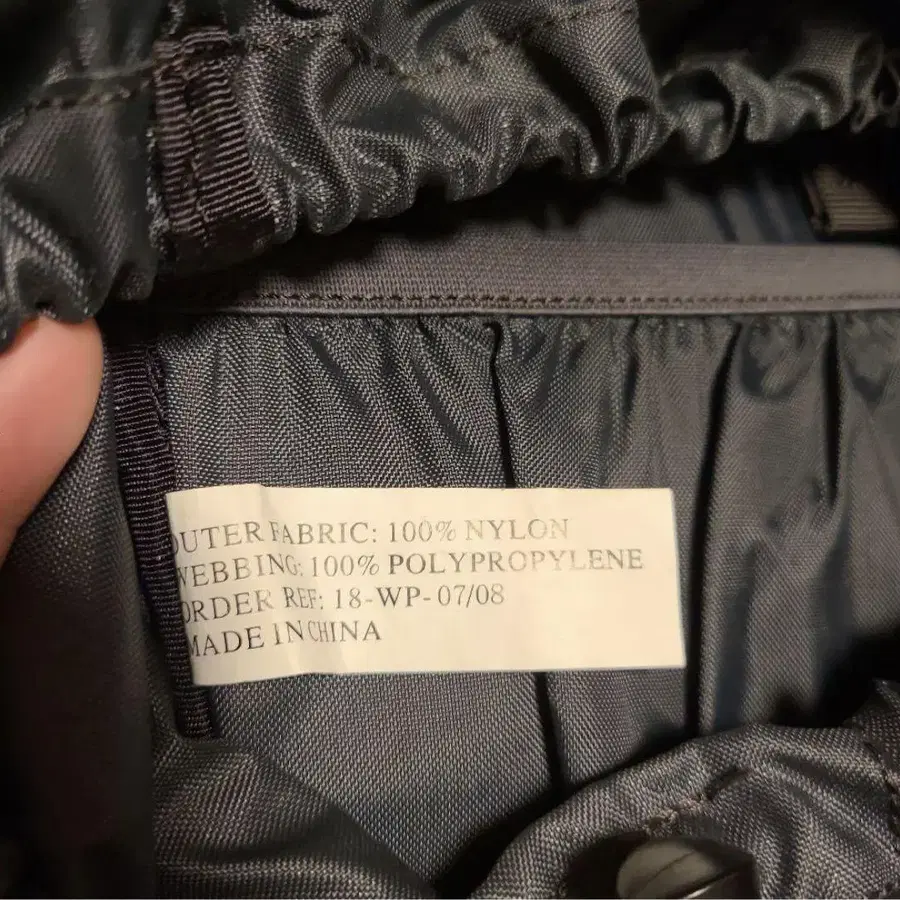 OUTER FABRIC: 100% NYLON
WEBBING: 100% POLYPROPYLENE
ORDER REF: 18-WP-07/08
MADE IN CHINA